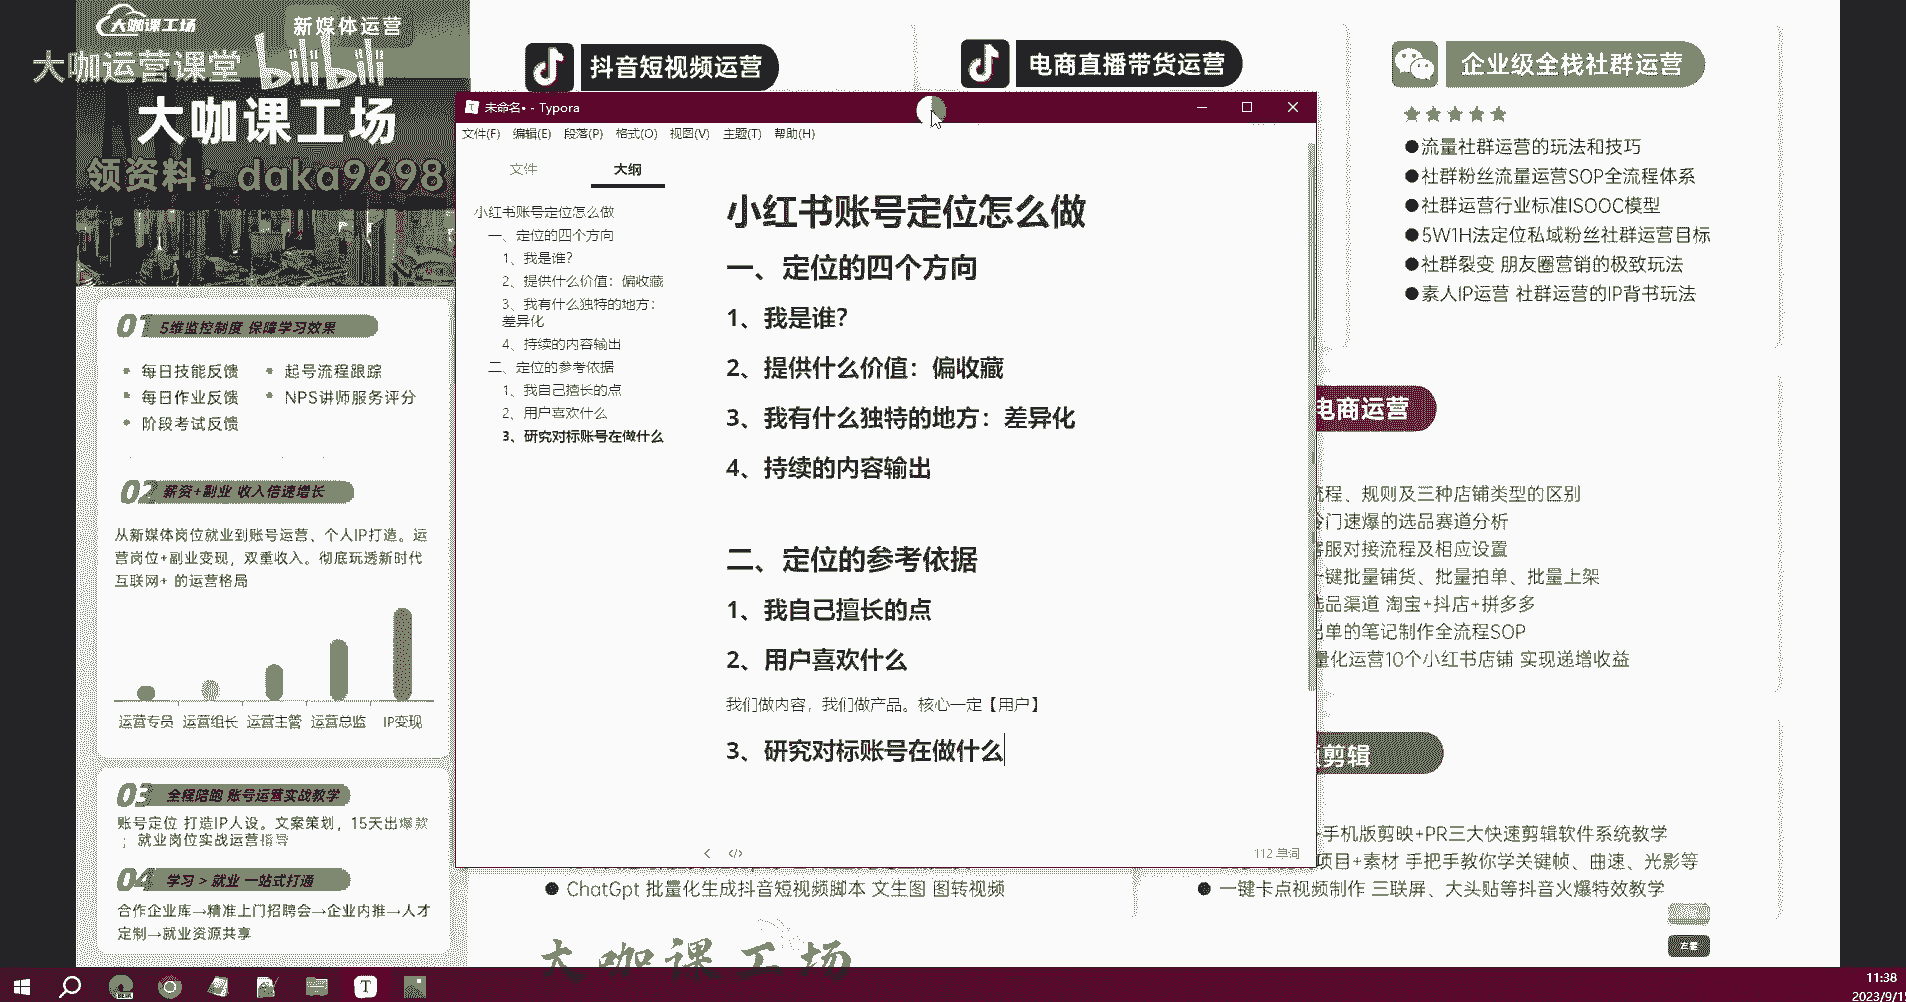 大咖课工场
新媒体运营
大咖运营课堂
bilibili
大咖课工场
领资料：daka9698
01 5维监控制度 保障学习效果
每日技能反馈
起号流程跟踪
每日作业反馈
NPS讲师服务评分
阶段考试反馈
02 薪资+副业 收入倍速增长
从新媒体岗位就业到账号运营、个人IP打造。运
营岗位+副业变现，双重收入。彻底玩透新时代
互联网+ 的运营格局
运营专员 运营组长 运营主管 运营总监 IP变现
03 全程陪跑 账号运营实战教学
账号定位 打造IP人设。文案策划，15天出爆款
；就业岗位实战运营指导
04 学习 > 就业 一站式打通
合作企业库→精准上门招聘会→企业内推→人才
定制→就业资源共享
抖音短视频运营
电商直播带货运营
企业级全栈社群运营
●流量社群运营的玩法和技巧
●社群粉丝流量运营SOP全流程体系
●社群运营行业标准ISOOC模型
●5W1H法定位私域粉丝社群运营目标
●社群裂变 朋友圈营销的极致玩法
●素人IP运营 社群运营的IP背书玩法
未命名• - Typora
文件(F) 编辑(E) 段落(P) 格式(O) 视图(V) 主题(T) 帮助(H)
文件 大纲
小红书账号定位怎么做
一、定位的四个方向
1、我是谁？
2、提供什么价值：偏收藏
3、我有什么独特的地方：
差异化
4、持续的内容输出
二、定位的参考依据
1、我自己擅长的点
2、用户喜欢什么
3、研究对标账号在做什么
小红书账号定位怎么做
一、定位的四个方向
1、我是谁？
2、提供什么价值：偏收藏
3、我有什么独特的地方：差异化
4、持续的内容输出
二、定位的参考依据
1、我自己擅长的点
2、用户喜欢什么
我们做内容，我们做产品。核心一定【用户】
3、研究对标账号在做什么
</> 112 单词
电商运营
流程、规则及三种店铺类型的区别
冷门速爆的选品赛道分析
客服对接流程及相应设置
一键批量铺货、批量拍单、批量上架
选品渠道 淘宝+抖店+拼多多
出单的笔记制作全流程SOP
量化运营10个小红书店铺 实现递增收益
剪辑
+手机版剪映+PR三大快速剪辑软件系统教学
项目+素材 手把手教你学关键帧、曲速、光影等
● ChatGpt 批量化生成抖音短视频脚本 文生图 图转视频
● 一键卡点视频制作 三联屏、大头贴等抖音火爆特效教学
大咖课工场
11:38
2023/9/15